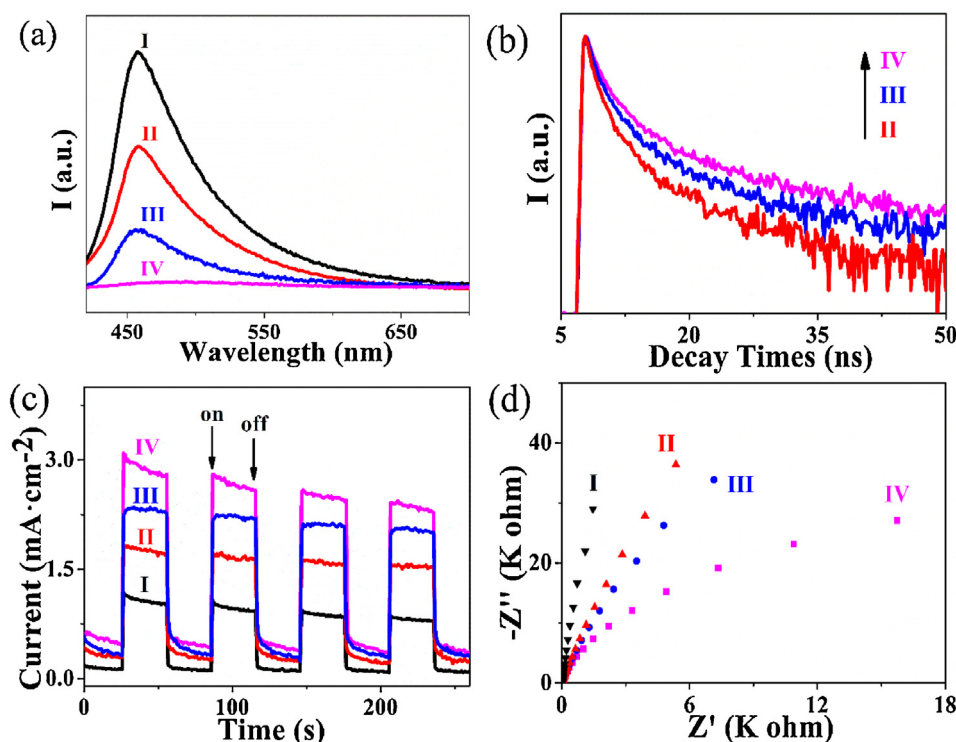 (a)
I
II
III
IV
I (a.u.)
450 550 650
Wavelength (nm)
(b)
IV
III
II
I (a.u.)
5 20 35 50
Decay Times (ns)
(c)
on
off
IV
III
II
I
3.0
1.5
0.0
Current (mA·cm-2)
0 100 200
Time (s)
(d)
I
II
III
IV
40
20
0
-Z'' (K ohm)
0 6 12 18
Z' (K ohm)